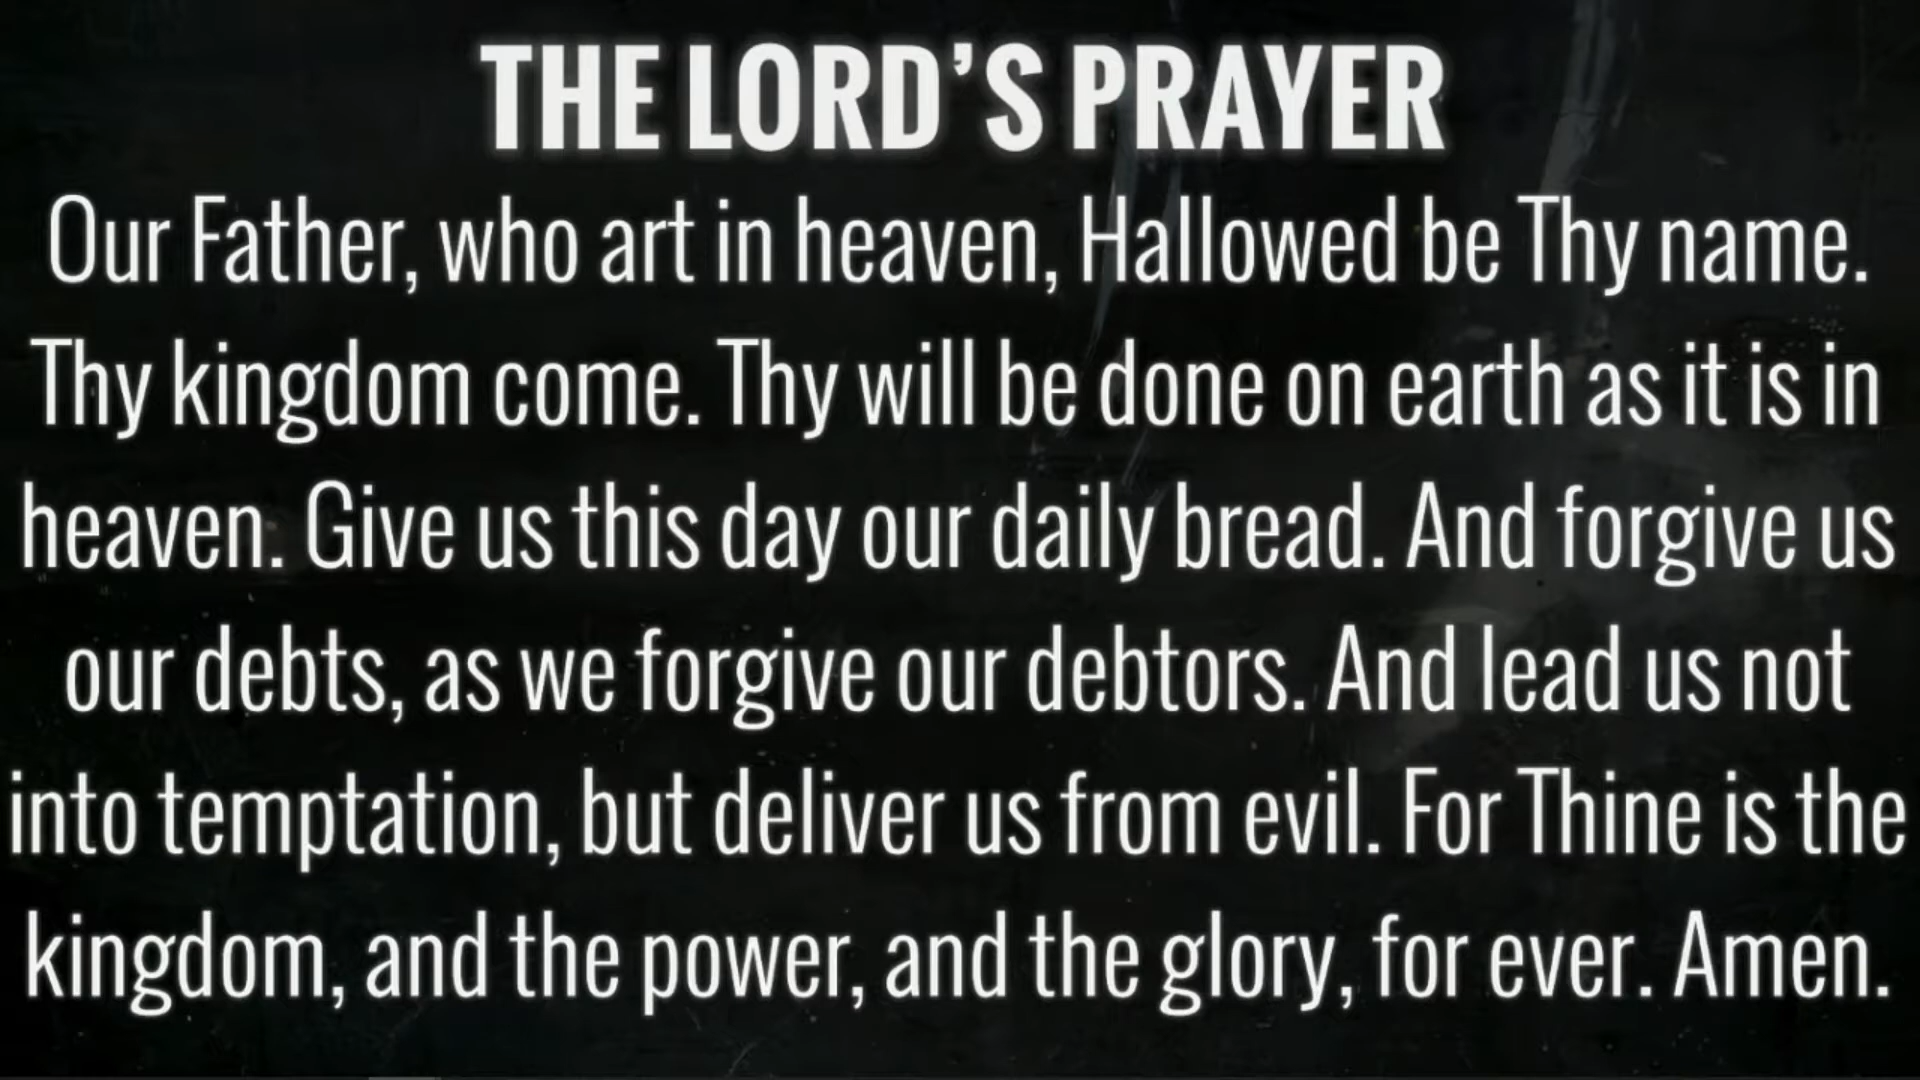 THE LORD’S PRAYER
Our Father, who art in heaven, Hallowed be Thy name.
Thy kingdom come. Thy will be done on earth as it is in
heaven. Give us this day our daily bread. And forgive us
our debts, as we forgive our debtors. And lead us not
into temptation, but deliver us from evil. For Thine is the
kingdom, and the power, and the glory, for ever. Amen.